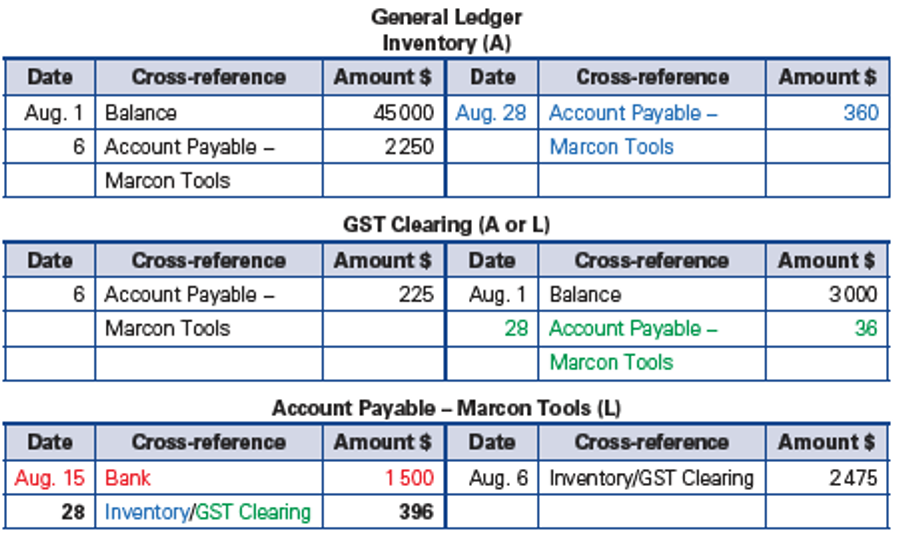 General Ledger
Inventory (A)
Date Cross-reference Amount $ Date Cross-reference Amount $
Aug. 1 Balance 45000 Aug. 28 Account Payable – 360
6 Account Payable – 2250 Marcon Tools
Marcon Tools
GST Clearing (A or L)
Date Cross-reference Amount $ Date Cross-reference Amount $
6 Account Payable – 225 Aug. 1 Balance 3000
Marcon Tools 28 Account Payable – 36
Marcon Tools
Account Payable – Marcon Tools (L)
Date Cross-reference Amount $ Date Cross-reference Amount $
Aug. 15 Bank 1500 Aug. 6 Inventory/GST Clearing 2475
28 Inventory/GST Clearing 396